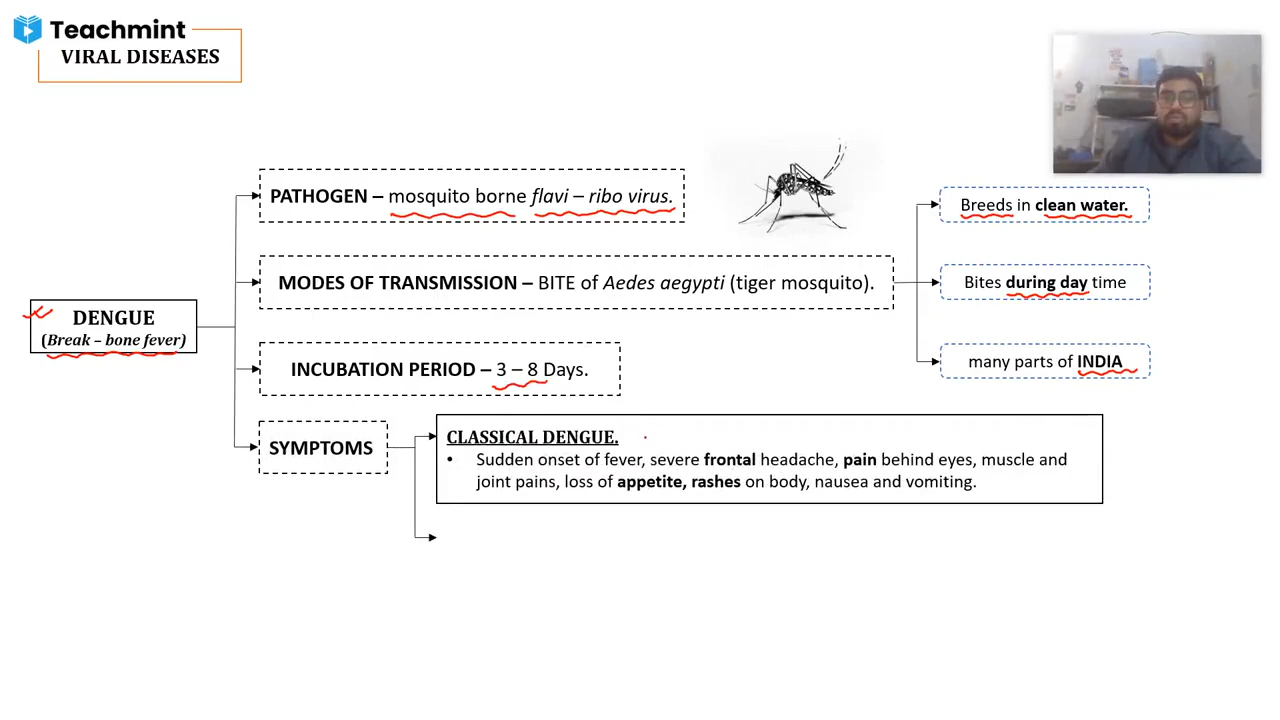 Teachmint
VIRAL DISEASES
PATHOGEN – mosquito borne flavi – ribo virus.
Breeds in clean water.
MODES OF TRANSMISSION – BITE of Aedes aegypti (tiger mosquito).
Bites during day time
DENGUE
(Break – bone fever)
INCUBATION PERIOD – 3 – 8 Days.
many parts of INDIA
SYMPTOMS
CLASSICAL DENGUE.
• Sudden onset of fever, severe frontal headache, pain behind eyes, muscle and
joint pains, loss of appetite, rashes on body, nausea and vomiting.